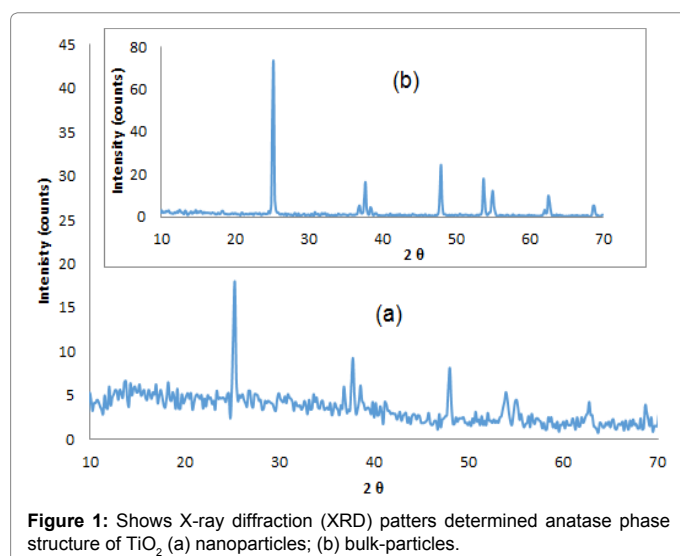 45
40
35
30
25
20
15
10
5
0
Intenisty (counts)
80
60
40
20
0
Intensity (counts)
(b)
10 20 30 40 50 60 70
2 θ
(a)
10 20 30 40 50 60 70
2 θ
Figure 1: Shows X-ray diffraction (XRD) patters determined anatase phase
structure of TiO₂ (a) nanoparticles; (b) bulk-particles.